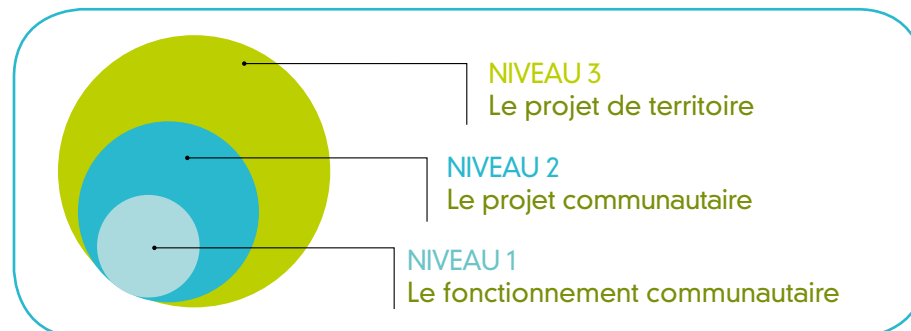 NIVEAU 3
Le projet de territoire
NIVEAU 2
Le projet communautaire
NIVEAU 1
Le fonctionnement communautaire